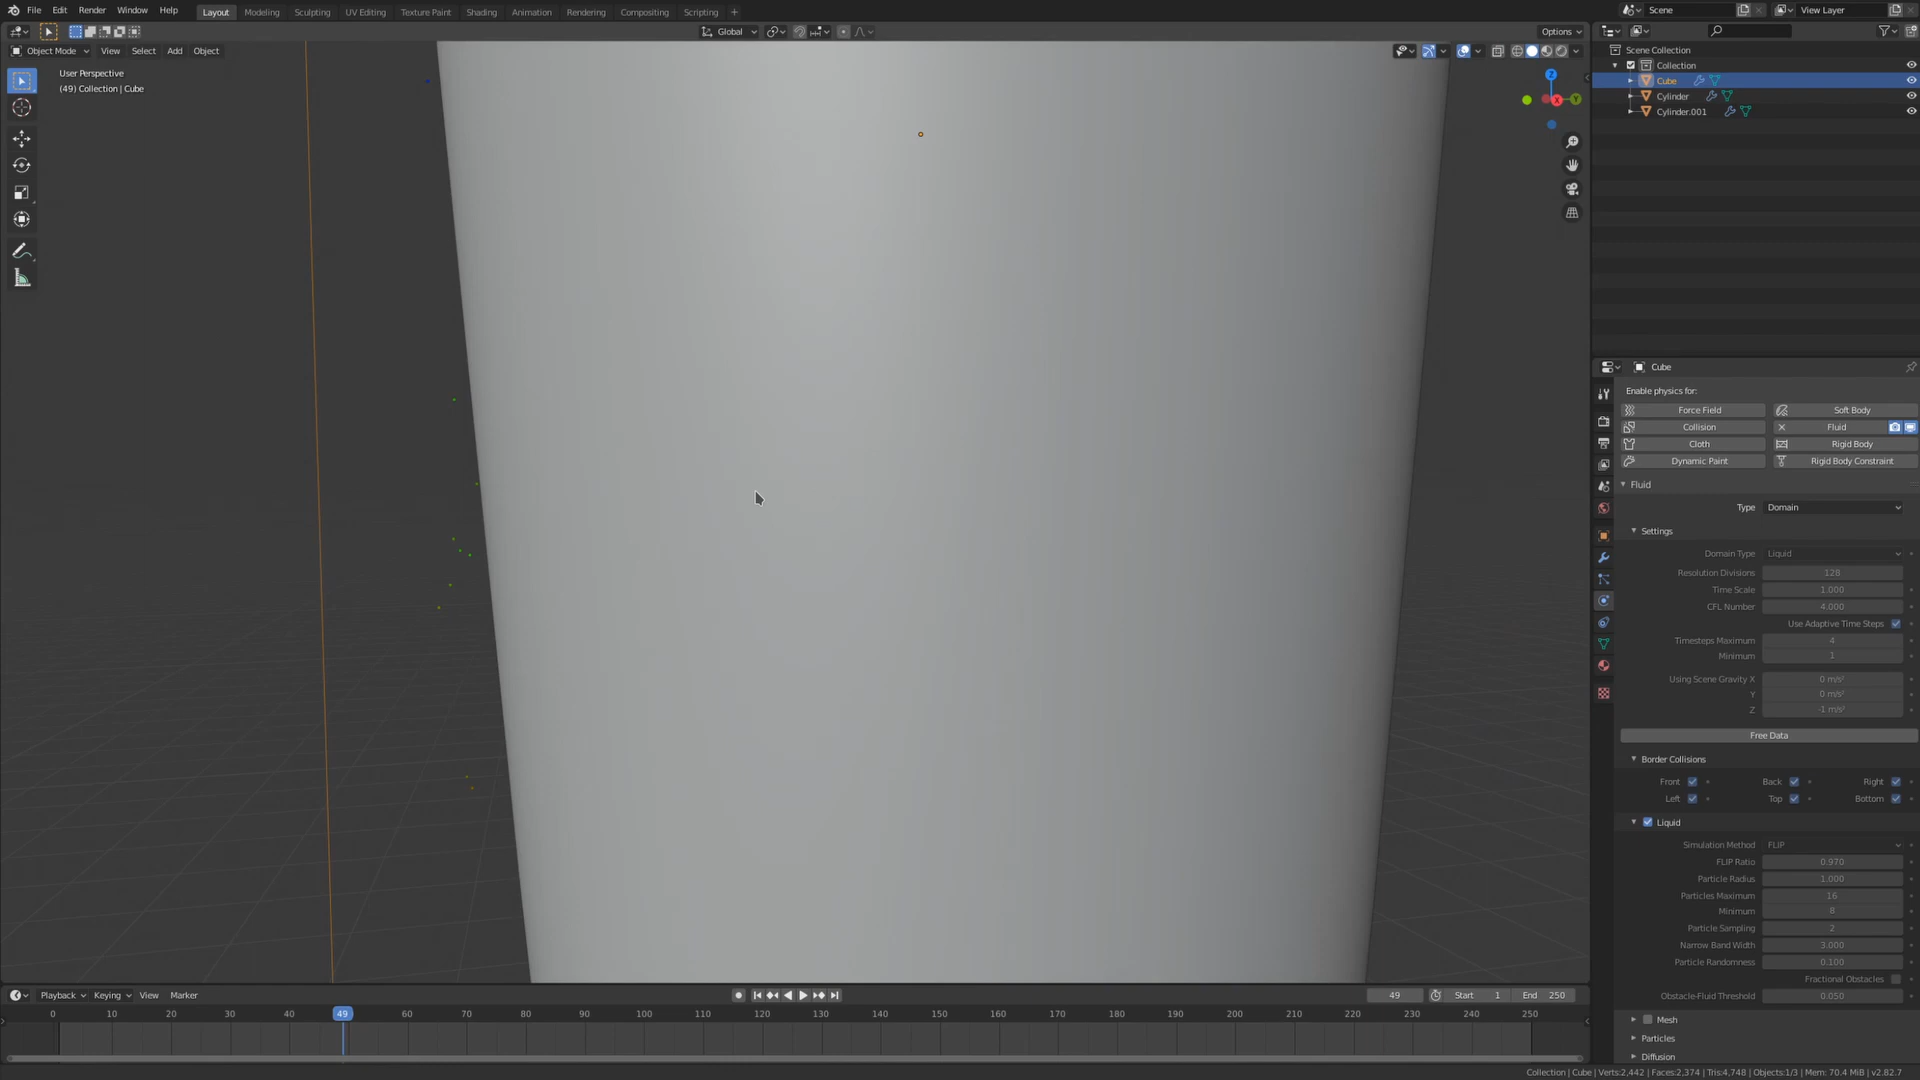 File Edit Render Window Help Layout Modeling Sculpting UV Editing Texture Paint Shading Animation Rendering Compositing Scripting + Scene View Layer
Global Options
Object Mode View Select Add Object
User Perspective
(49) Collection | Cube
Z
X
Y
Scene Collection
Collection
Cube
Cylinder
Cylinder.001
Cube
Enable physics for:
Force Field Soft Body
Collision Fluid
Cloth Rigid Body
Dynamic Paint Rigid Body Constraint
Fluid
Type Domain
Settings
Domain Type Liquid
Resolution Divisions 128
Time Scale 1.000
CFL Number 4.000
Use Adaptive Time Steps
Timesteps Maximum 4
Minimum 1
Using Scene Gravity X 0 m/s²
Y 0 m/s²
Z -1 m/s²
Free Data
Border Collisions
Front Back Right
Left Top Bottom
Liquid
Simulation Method FLIP
FLIP Ratio 0.970
Particle Radius 1.000
Particles Maximum 16
Minimum 8
Particle Sampling 2
Narrow Band Width 3.000
Particle Randomness 0.100
Fractional Obstacles
Obstacle-Fluid Threshold 0.050
Mesh
Particles
Diffusion
Playback Keying View Marker 49 Start 1 End 250
0 10 20 30 40 49 60 70 80 90 100 110 120 130 140 150 160 170 180 190 200 210 220 230 240 250
Collection | Cube | Verts:2,442 | Faces:2,374 | Tris:4,748 | Objects:1/3 | Mem: 70.4 MiB | v2.82.7